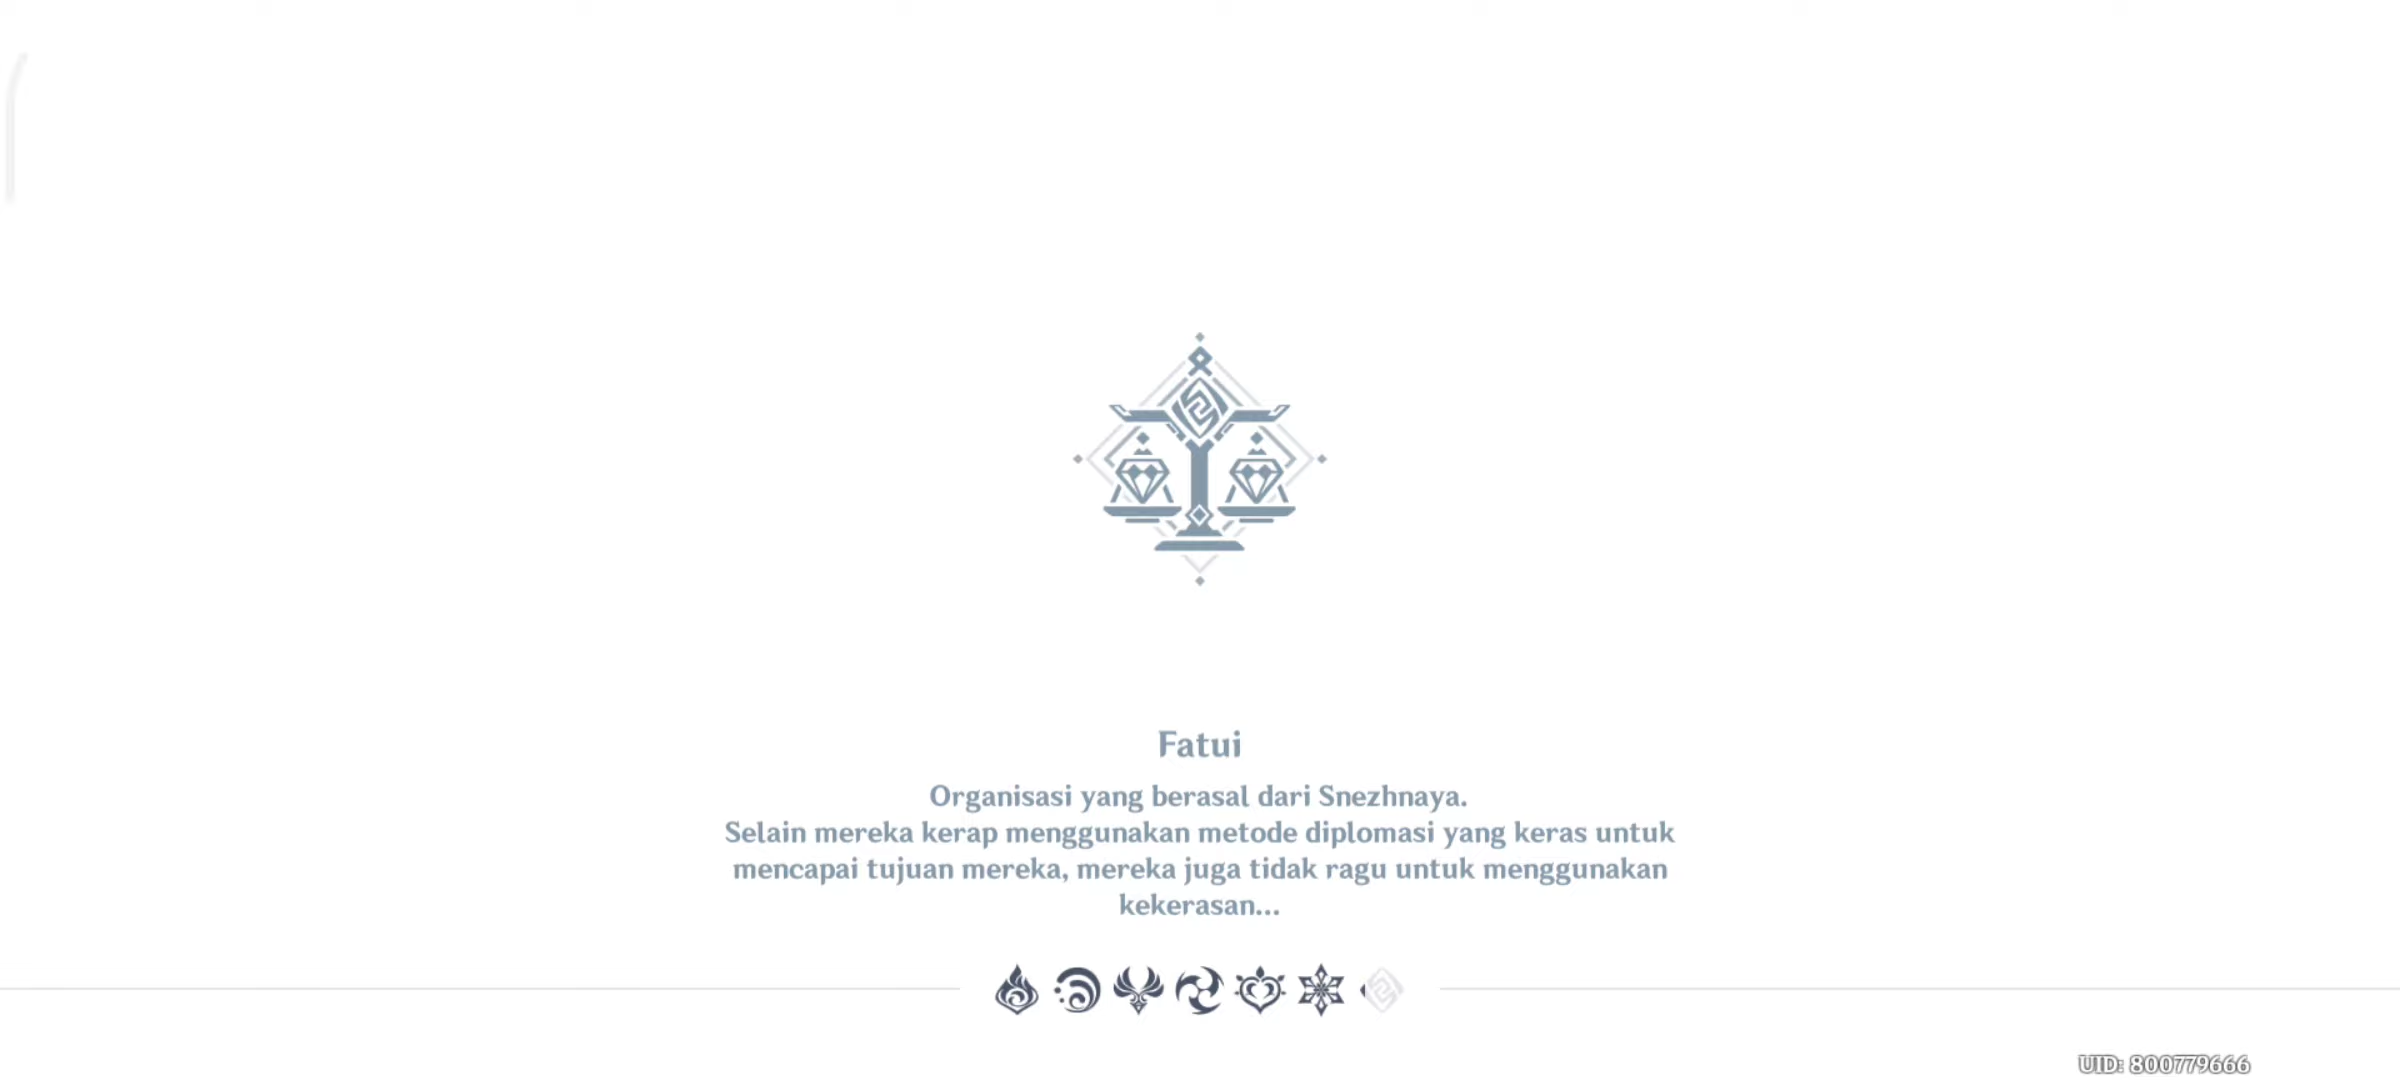 Fatui
Organisasi yang berasal dari Snezhnaya.
Selain mereka kerap menggunakan metode diplomasi yang keras untuk
mencapai tujuan mereka, mereka juga tidak ragu untuk menggunakan
kekerasan...
UID: 800779666